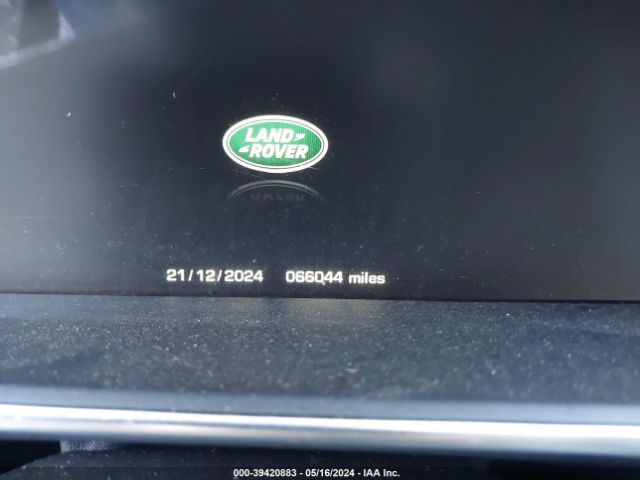 LAND
ROVER
21/12/2024 066044 miles
000-39420883 - 05/16/2024 - IAA Inc.